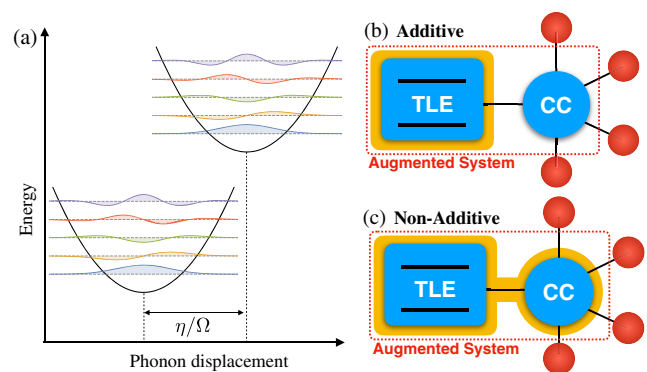 (a)
Energy
η/Ω
Phonon displacement
(b) Additive
TLE
CC
Augmented System
(c) Non-Additive
TLE
CC
Augmented System